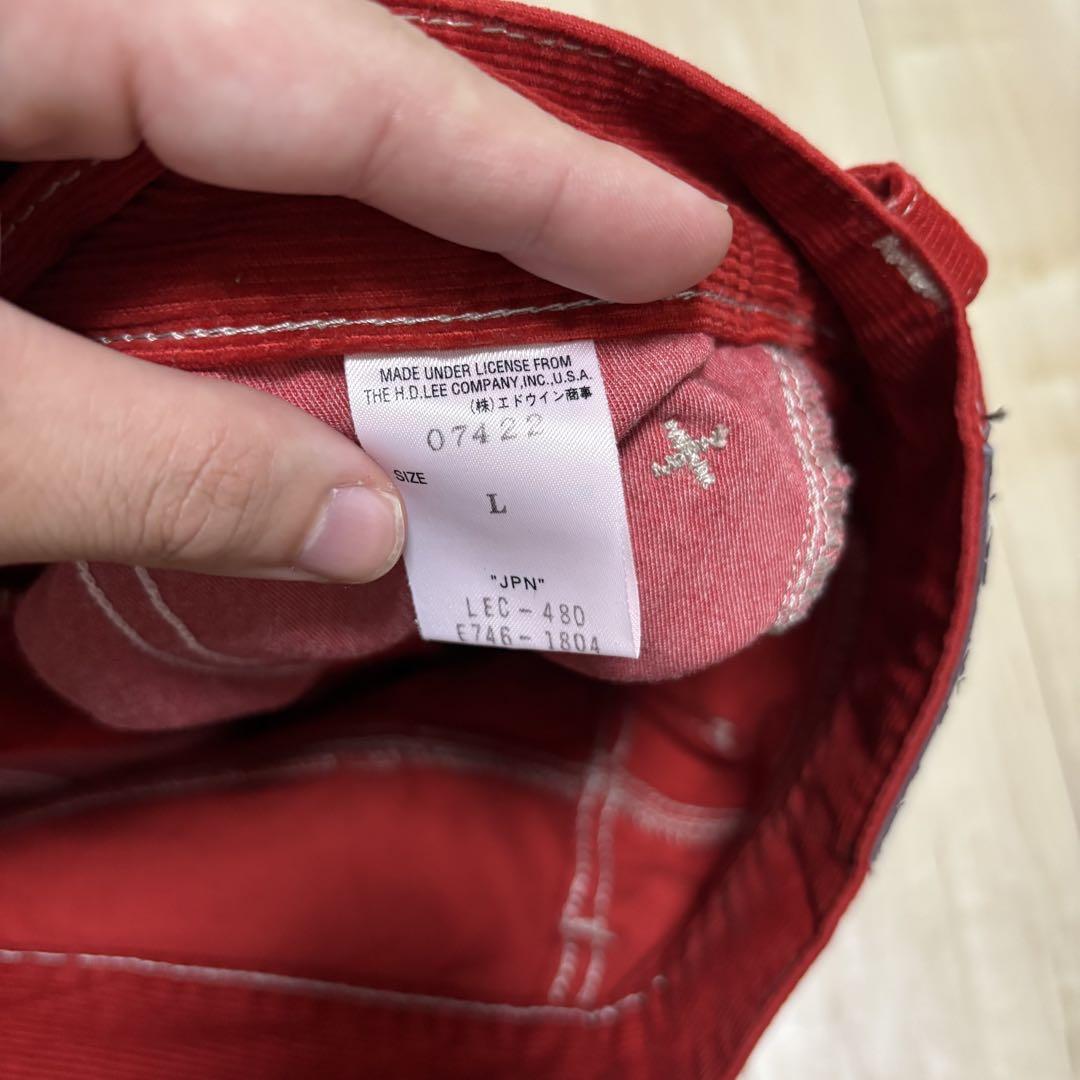 MADE UNDER LICENSE FROM
THE H.D.LEE COMPANY,INC.,U.S.A.
(株)エドウイン商事
07422
SIZE
L
"JPN"
LEC-480
E746-1804